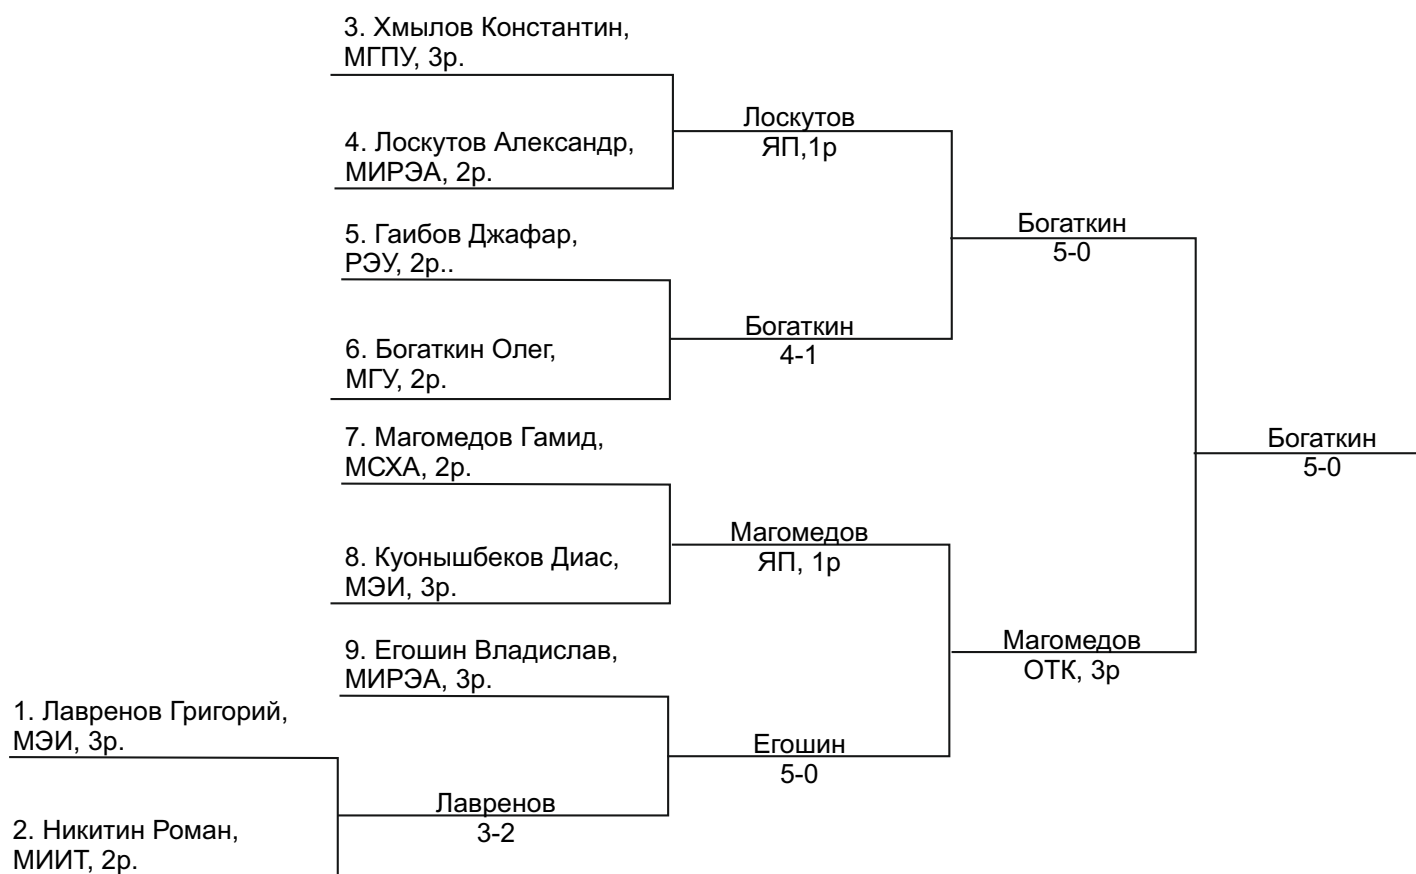 3. Хмылов Константин,
МГПУ, 3р.
4. Лоскутов Александр,
МИРЭА, 2р.
Лоскутов
ЯП,1р
5. Гаибов Джафар,
РЭУ, 2р..
6. Богаткин Олег,
МГУ, 2р.
Богаткин
4-1
Богаткин
5-0
7. Магомедов Гамид,
МСХА, 2р.
8. Куонышбеков Диас,
МЭИ, 3р.
Магомедов
ЯП, 1р
9. Егошин Владислав,
МИРЭА, 3р.
1. Лавренов Григорий,
МЭИ, 3р.
2. Никитин Роман,
МИИТ, 2р.
Лавренов
3-2
Егошин
5-0
Магомедов
ОТК, 3р
Богаткин
5-0